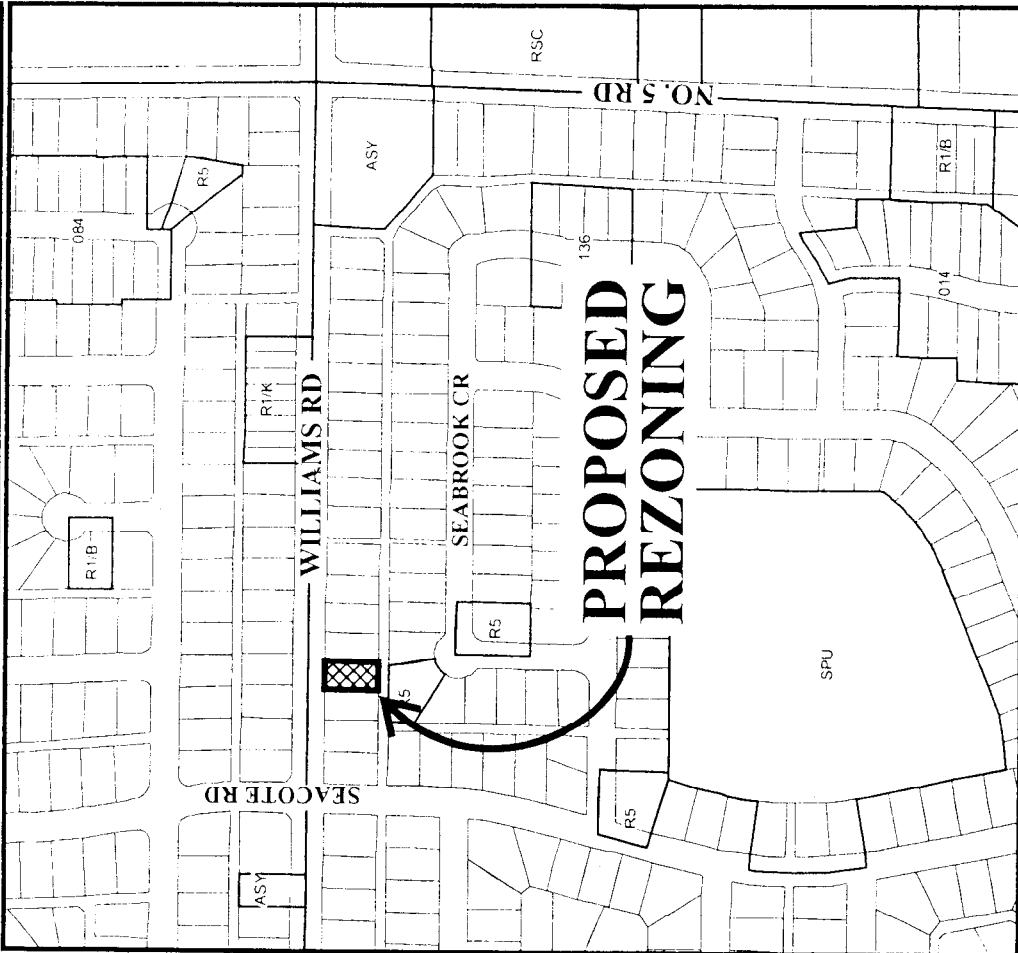 RSC
NO. 5 RD
ASY
R5
084
R1/B
136
014
R1/K
WILLIAMS RD
SEABROOK CR
R1/B
PROPOSED
REZONING
R5
R5
SPU
SEACOTE RD
R5
ASY